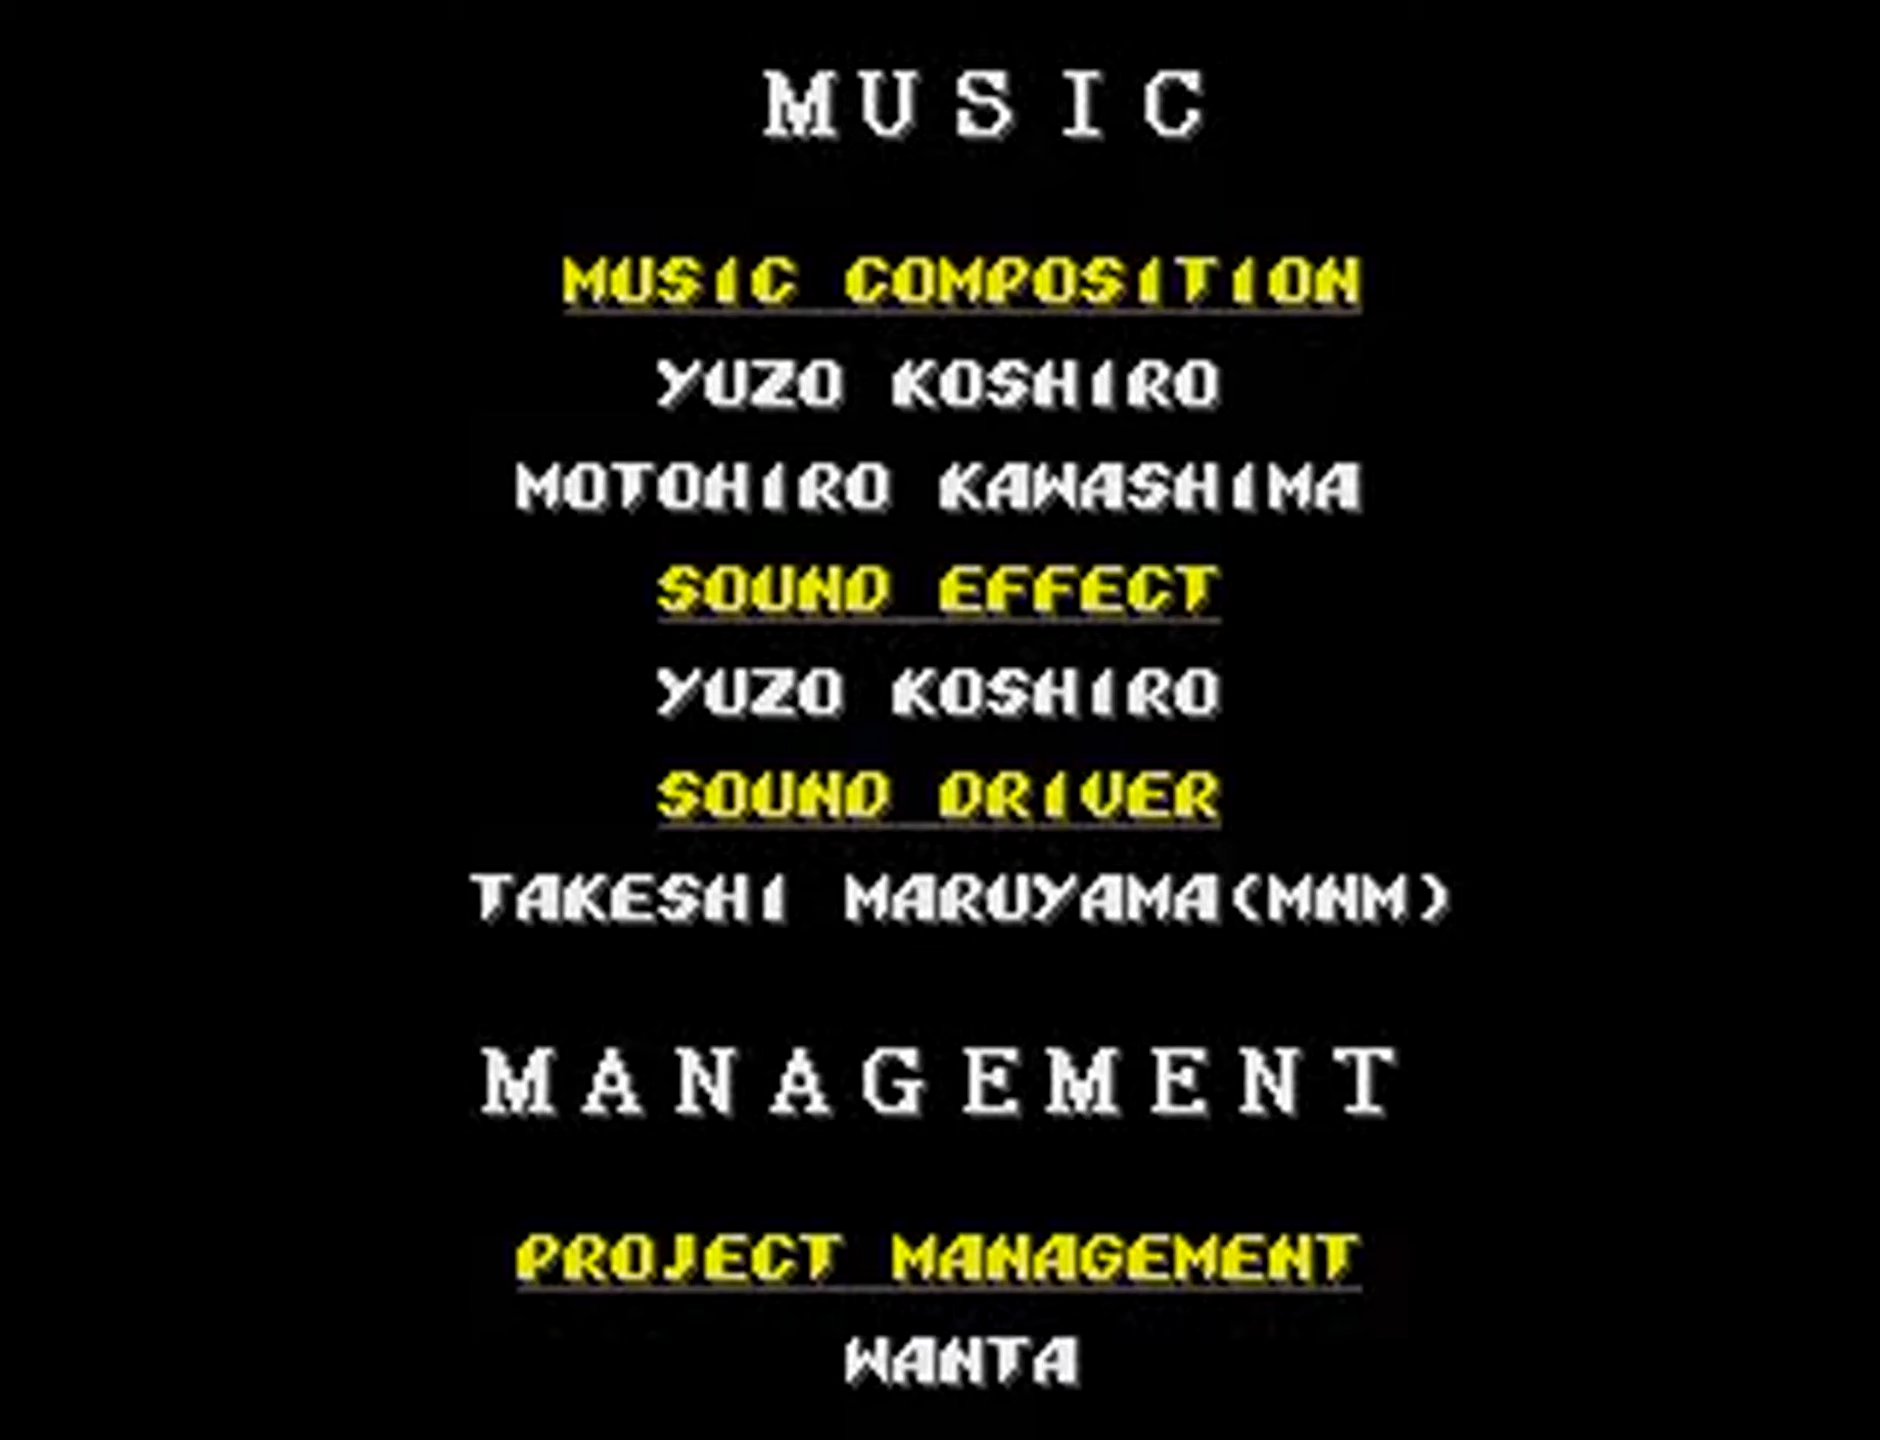 MUSIC
MUSIC COMPOSITION
YUZO KOSHIRO
MOTOHIRO KAWASHIMA
SOUND EFFECT
YUZO KOSHIRO
SOUND DRIVER
TAKESHI MARUYAMA(MNM)
MANAGEMENT
PROJECT MANAGEMENT
WANTA